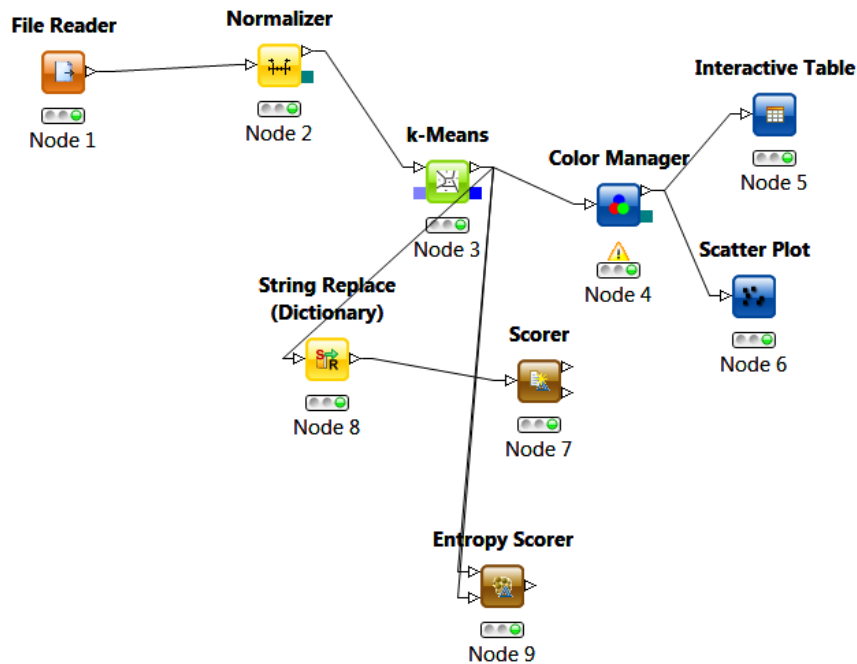 File Reader
Node 1
Normalizer
Node 2
k-Means
Node 3
Color Manager
Node 4
Interactive Table
Node 5
Scatter Plot
Node 6
String Replace
(Dictionary)
S
R
Node 8
Scorer
Node 7
Entropy Scorer
Node 9